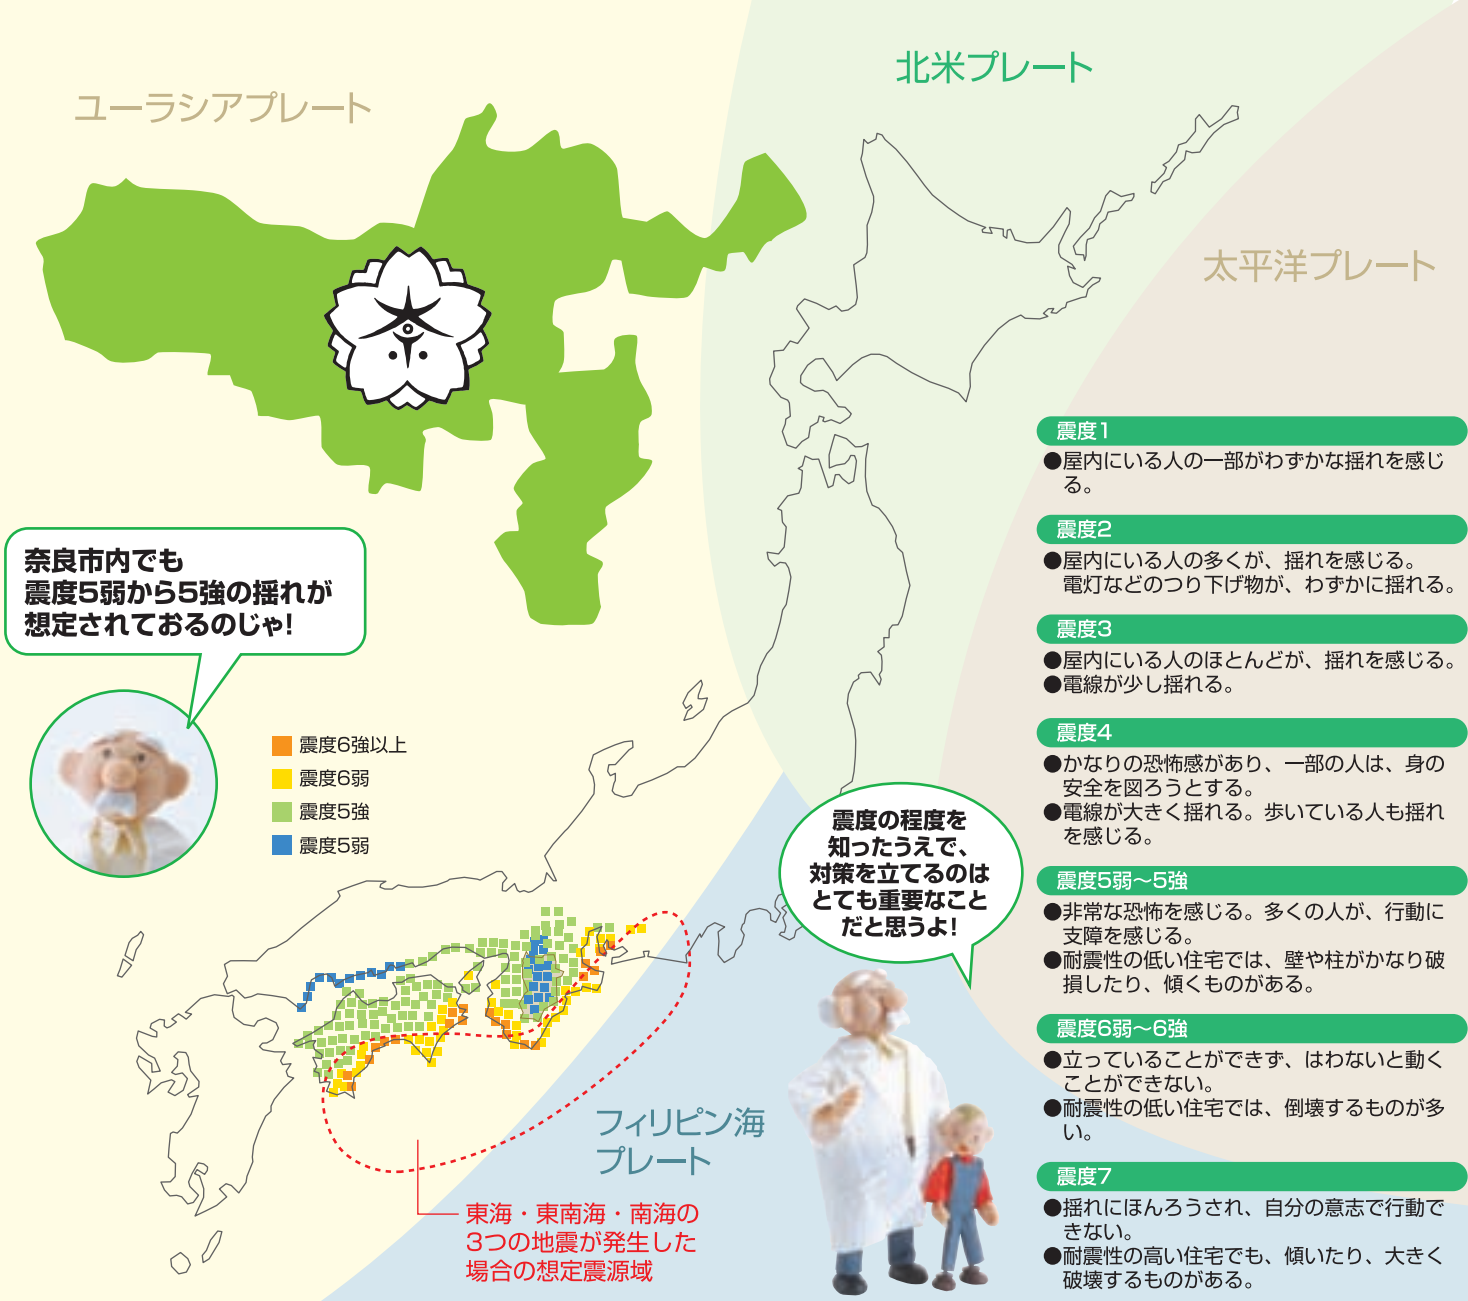 ユーラシアプレート
北米プレート
太平洋プレート
奈良市内でも
震度5弱から5強の揺れが
想定されておるのじゃ!
震度6強以上
震度6弱
震度5強
震度5弱
震度の程度を
知ったうえで、
対策を立てるのは
とても重要なこと
だと思うよ!
フィリピン海
プレート
東海・東南海・南海の
3つの地震が発生した
場合の想定震源域
震度1
●屋内にいる人の一部がわずかな揺れを感じ
る。
震度2
●屋内にいる人の多くが、揺れを感じる。
電灯などのつり下げ物が、わずかに揺れる。
震度3
●屋内にいる人のほとんどが、揺れを感じる。
●電線が少し揺れる。
震度4
●かなりの恐怖感があり、一部の人は、身の
安全を図ろうとする。
●電線が大きく揺れる。歩いている人も揺れ
を感じる。
震度5弱〜5強
●非常な恐怖を感じる。多くの人が、行動に
支障を感じる。
●耐震性の低い住宅では、壁や柱がかなり破
損したり、傾くものがある。
震度6弱〜6強
●立っていることができず、はわないと動く
ことができない。
●耐震性の低い住宅では、倒壊するものが多
い。
震度7
●揺れにほんろうされ、自分の意志で行動で
きない。
●耐震性の高い住宅でも、傾いたり、大きく
破壊するものがある。